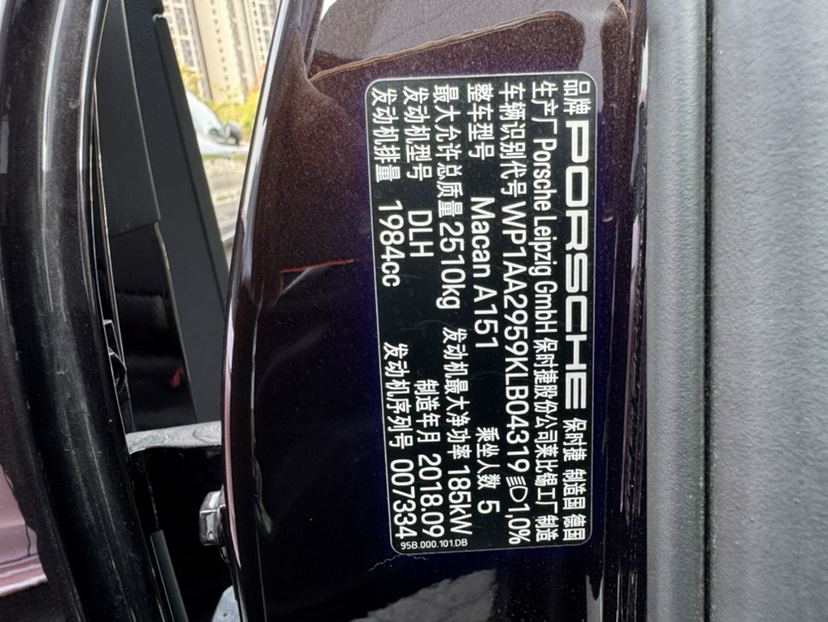 品牌 PORSCHE 保时捷 制造国 德国
生产厂 Porsche Leipzig GmbH 保时捷股份公司莱比锡工厂制造
车辆识别代号 WP1AA2959KLB04319 1,0%
整车型号 Macan A151 乘坐人数 5
最大允许总质量 2510kg 发动机最大净功率 185kW
发动机型号 DLH 制造年月 2018.09
发动机排量 1984cc 发动机序列号 007334
95B.000.101.DB